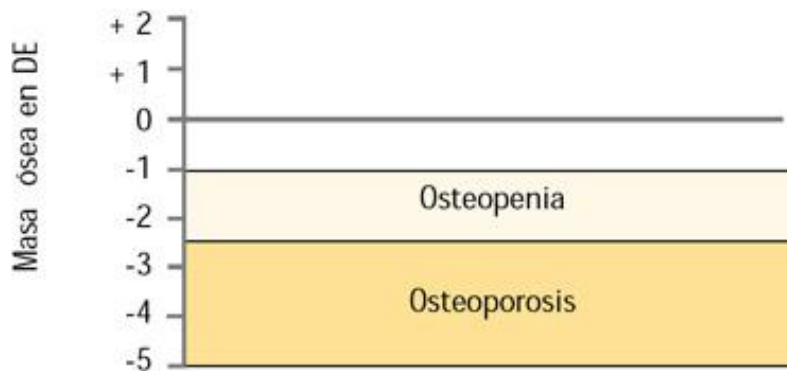 Masa ósea en DE
+ 2
+ 1
0
-1
-2
-3
-4
-5
Osteopenia
Osteoporosis